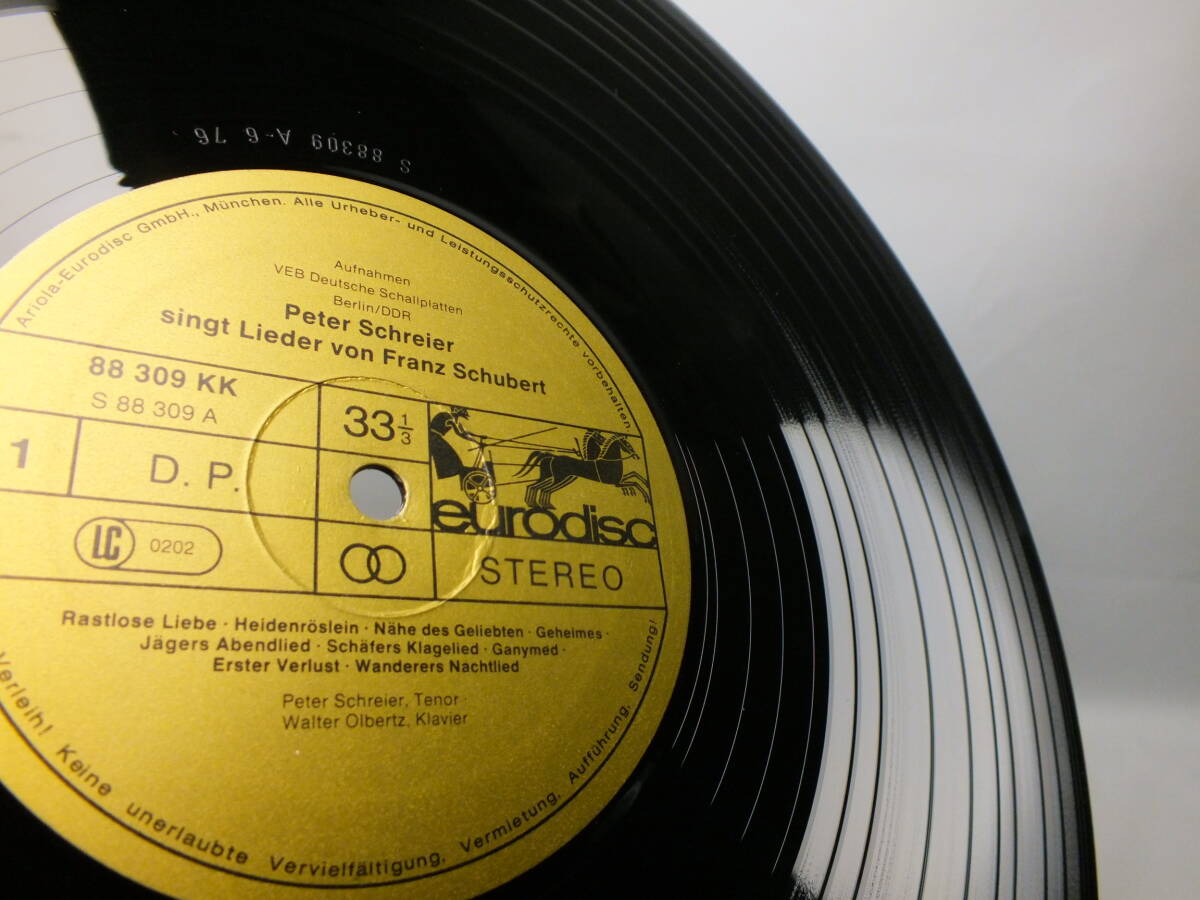 S 88309 A-6 76
Ariola-Eurodisc GmbH., München. Alle Urheber- und Leistungsschutzrechte vorbehalten.
Aufnahmen
VEB Deutsche Schallplatten
Berlin/DDR
Peter Schreier
singt Lieder von Franz Schubert
88 309 KK
S 88 309 A
33 1/3
1
D. P.
eurodisc
LC 0202
STEREO
Rastlose Liebe · Heidenröslein · Nähe des Geliebten · Geheimes ·
Jägers Abendlied · Schäfers Klagelied · Ganymed ·
Erster Verlust · Wanderers Nachtlied
Peter Schreier, Tenor
Walter Olbertz, Klavier
Verleih! Keine unerlaubte Vervielfältigung, Vermietung, Aufführung, Sendung!